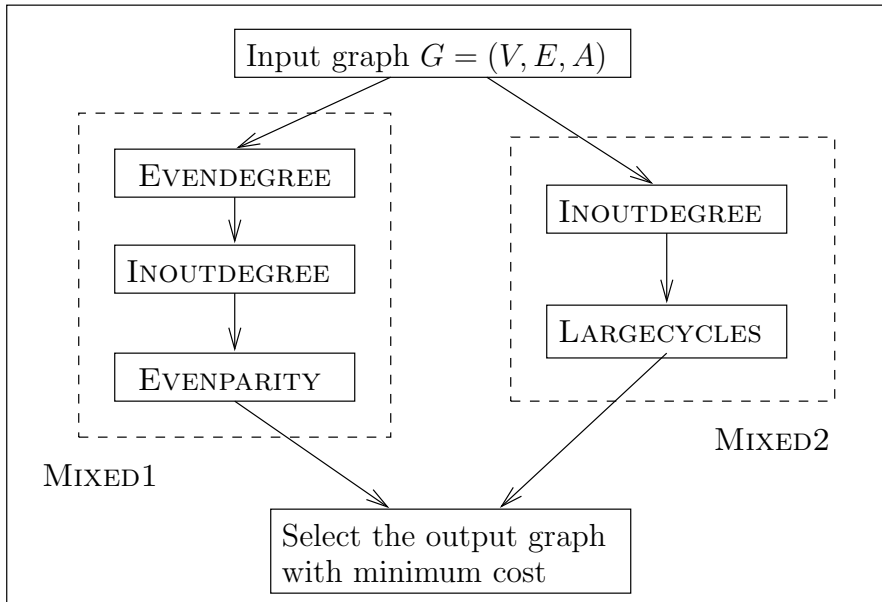 Input graph G = (V, E, A)
EVENDEGREE
INOUTDEGREE
EVENPARITY
MIXED1
INOUTDEGREE
LARGECYCLES
MIXED2
Select the output graph
with minimum cost